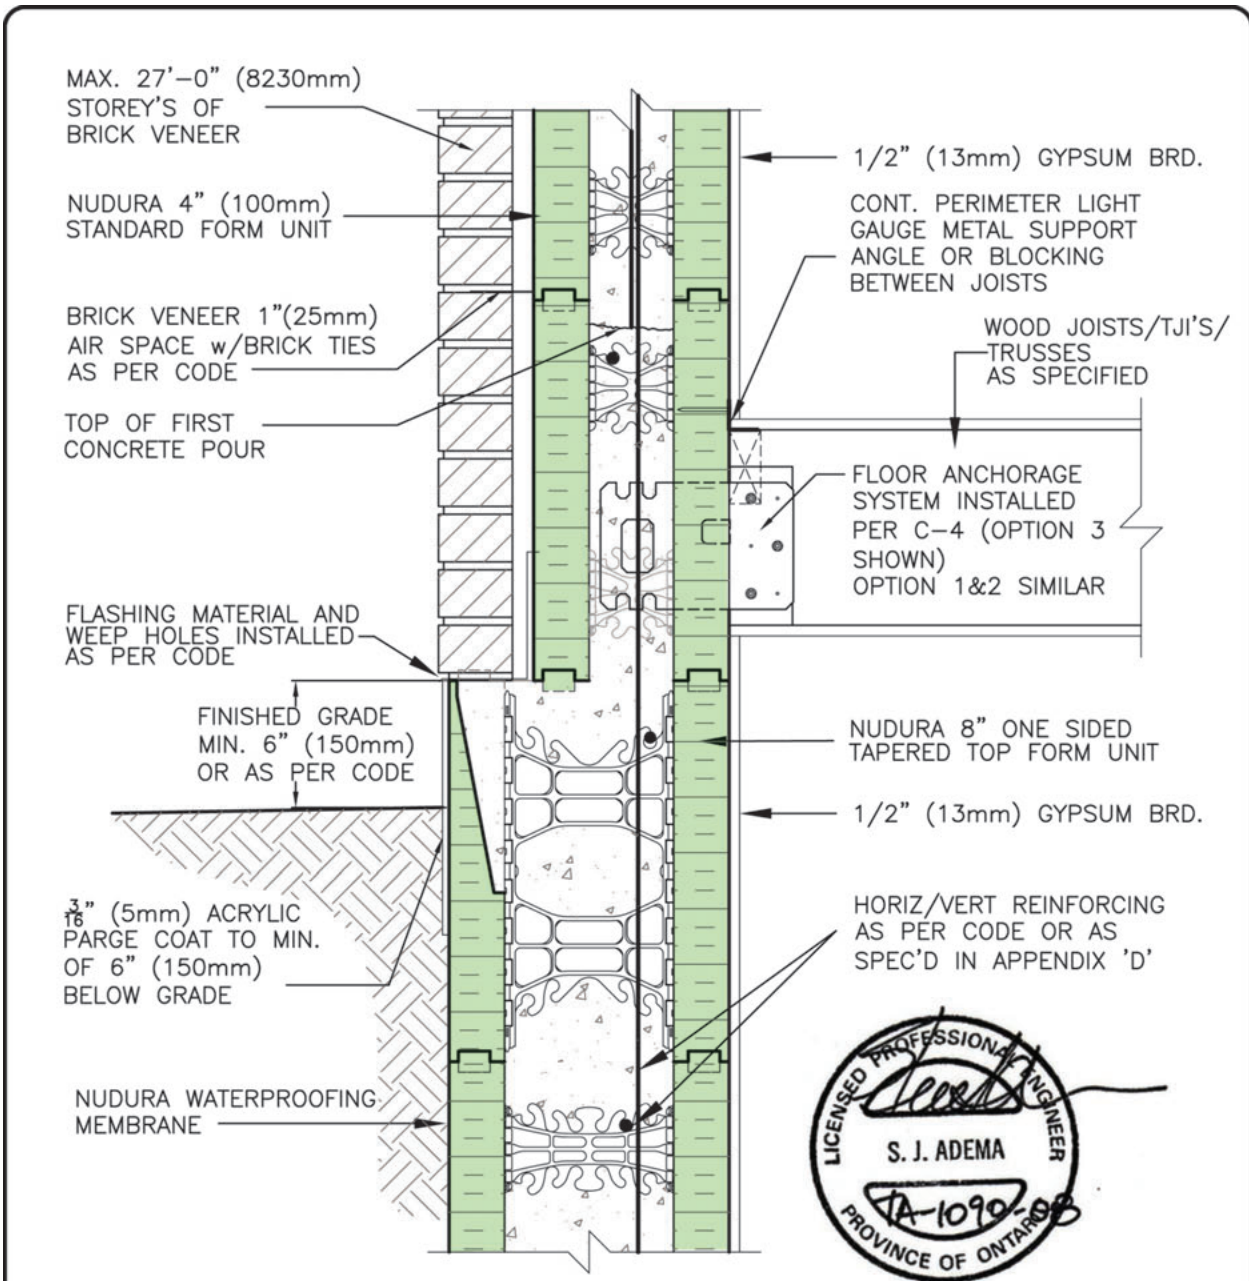 MAX. 27'-0" (8230mm)
STOREY'S OF
BRICK VENEER
NUDURA 4" (100mm)
STANDARD FORM UNIT
BRICK VENEER 1"(25mm)
AIR SPACE w/BRICK TIES
AS PER CODE
TOP OF FIRST
CONCRETE POUR
FLASHING MATERIAL AND
WEEP HOLES INSTALLED
AS PER CODE
FINISHED GRADE
MIN. 6" (150mm)
OR AS PER CODE
3/16" (5mm) ACRYLIC
PARGE COAT TO MIN.
OF 6" (150mm)
BELOW GRADE
NUDURA WATERPROOFING
MEMBRANE
1/2" (13mm) GYPSUM BRD.
CONT. PERIMETER LIGHT
GAUGE METAL SUPPORT
ANGLE OR BLOCKING
BETWEEN JOISTS
WOOD JOISTS/TJI'S/
TRUSSES
AS SPECIFIED
FLOOR ANCHORAGE
SYSTEM INSTALLED
PER C-4 (OPTION 3
SHOWN)
OPTION 1&2 SIMILAR
NUDURA 8" ONE SIDED
TAPERED TOP FORM UNIT
1/2" (13mm) GYPSUM BRD.
HORIZ/VERT REINFORCING
AS PER CODE OR AS
SPEC'D IN APPENDIX 'D'
LICENSED PROFESSIONAL ENGINEER
S. J. ADEMA
TA-1090-08
PROVINCE OF ONTARIO